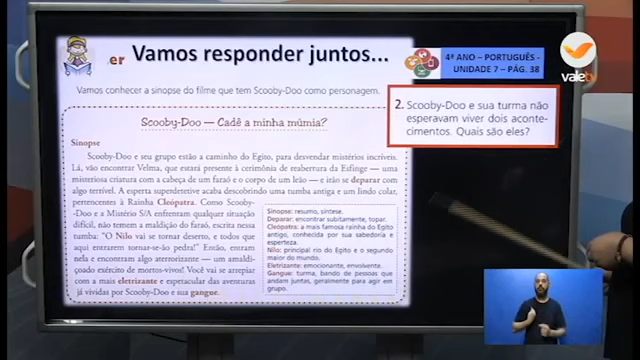 er
Vamos responder juntos...
4º ANO – PORTUGUÊS -
UNIDADE 7 – PÁG. 38
vale tv
Vamos conhecer a sinopse do filme que tem Scooby-Doo como personagem.
2. Scooby-Doo e sua turma não
esperavam viver dois aconte-
cimentos. Quais são eles?
Scooby-Doo — Cadê a minha múmia?
Sinopse
Scooby-Doo e seu grupo estão a caminho do Egito, para desvendar mistérios incríveis.
Lá, vão encontrar Velma, que estará presente à cerimônia de reabertura da Esfinge — uma
misteriosa criatura com a cabeça de um faraó e o corpo de um leão — e irão se deparar com
algo terrível. A esperta superdetetive acaba descobrindo uma tumba antiga e um lindo colar,
pertencentes à Rainha Cleópatra. Como Scooby-
-Doo e a Mistério S/A enfrentam qualquer situação
difícil, não temem a maldição do faraó, escrita nessa
tumba: "O Nilo vai se tornar deserto, e todos que
aqui entrarem tornar-se-ão pedra!" Então, entram
nela e encontram algo aterrorizante — um amaldi-
çoado exército de mortos-vivos! Você vai se arrepiar
com a mais eletrizante e espetacular das aventuras
já vividas por Scooby-Doo e sua gangue.
Sinopse: resumo, síntese.
Deparar: encontrar subitamente, topar.
Cleópatra: a mais famosa rainha do Egito
antigo, conhecida por sua sabedoria e
esperteza.
Nilo: principal rio do Egito e o segundo
maior do mundo.
Eletrizante: emocionante, envolvente.
Gangue: turma, bando de pessoas que
andam juntas, geralmente para agir em
grupo.